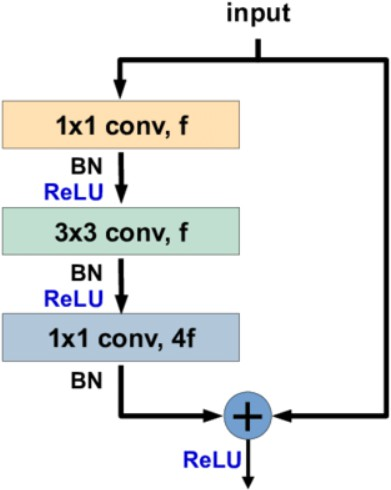 input
1x1 conv, f
BN
ReLU
3x3 conv, f
BN
ReLU
1x1 conv, 4f
BN
+
ReLU